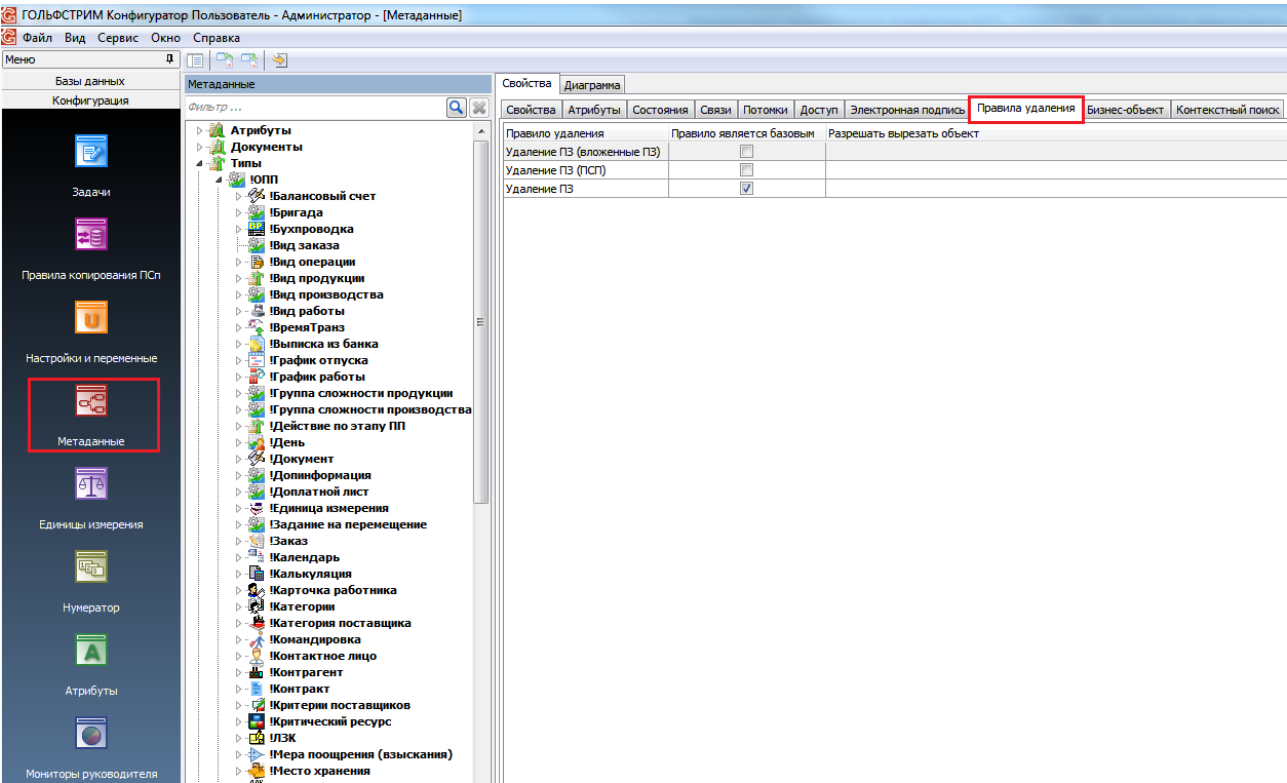 ГОЛЬФСТРИМ Конфигуратор Пользователь - Администратор - [Метаданные]
Файл Вид Сервис Окно Справка
Меню
Базы данных
Конфигурация
Задачи
Правила копирования ПСп
Настройки и переменные
Метаданные
Единицы измерения
Нумератор
Атрибуты
Мониторы руководителя
Метаданные
Фильтр ...
Атрибуты
Документы
Типы
!ОПП
!Балансовый счет
!Бригада
!Бухпроводка
!Вид заказа
!Вид операции
!Вид продукции
!Вид производства
!Вид работы
!ВремяТранз
!Выписка из банка
!График отпуска
!График работы
!Группа сложности продукции
!Группа сложности производства
!Действие по этапу ПП
!День
!Документ
!Допинформация
!Доплатной лист
!Единица измерения
!Задание на перемещение
!Заказ
!Календарь
!Калькуляция
!Карточка работника
!Категории
!Категория поставщика
!Командировка
!Контактное лицо
!Контрагент
!Контракт
!Критерии поставщиков
!Критический ресурс
!ЛЗК
!Мера поощрения (взыскания)
!Место хранения
Свойства Диаграмма
Свойства Атрибуты Состояния Связи Потомки Доступ Электронная подпись Правила удаления Бизнес-объект Контекстный поиск
Правило удаления Правило является базовым Разрешать вырезать объект
Удаление ПЗ (вложенные ПЗ)
Удаление ПЗ (ПСП)
Удаление ПЗ